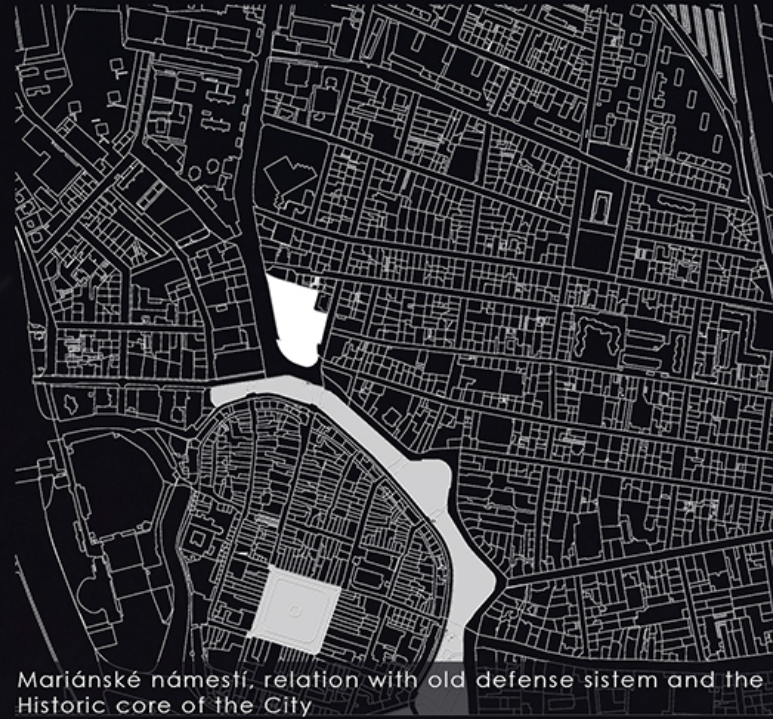 Mariánské námestí, relation with old defense sistem and the
Historic core of the City